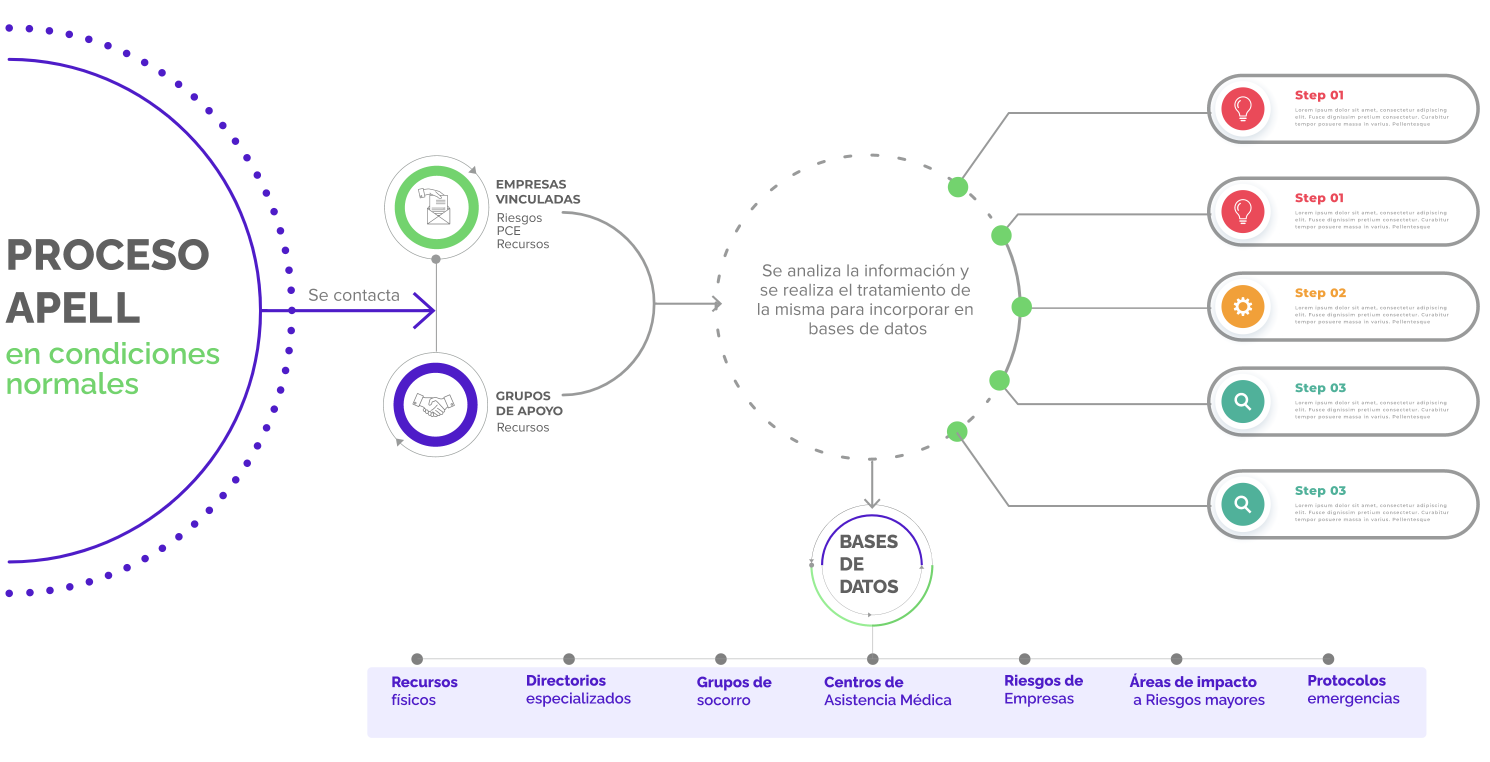 PROCESO
APELL
en condiciones
normales
Se contacta
EMPRESAS
VINCULADAS
Riesgos
PCE
Recursos
GRUPOS
DE APOYO
Recursos
Se analiza la información y
se realiza el tratamiento de
la misma para incorporar en
bases de datos
Step 01
Lorem ipsum dolor sit amet, consectetur adipiscing
elit. Fusce dignissim pretium consectetur. Curabitur
tempor posuere massa in varius. Pellentesque
Step 01
Lorem ipsum dolor sit amet, consectetur adipiscing
elit. Fusce dignissim pretium consectetur. Curabitur
tempor posuere massa in varius. Pellentesque
Step 02
Lorem ipsum dolor sit amet, consectetur adipiscing
elit. Fusce dignissim pretium consectetur. Curabitur
tempor posuere massa in varius. Pellentesque
Step 03
Lorem ipsum dolor sit amet, consectetur adipiscing
elit. Fusce dignissim pretium consectetur. Curabitur
tempor posuere massa in varius. Pellentesque
Step 03
Lorem ipsum dolor sit amet, consectetur adipiscing
elit. Fusce dignissim pretium consectetur. Curabitur
tempor posuere massa in varius. Pellentesque
BASES
DE
DATOS
Recursos
físicos
Directorios
especializados
Grupos de
socorro
Centros de
Asistencia Médica
Riesgos de
Empresas
Áreas de impacto
a Riesgos mayores
Protocolos
emergencias